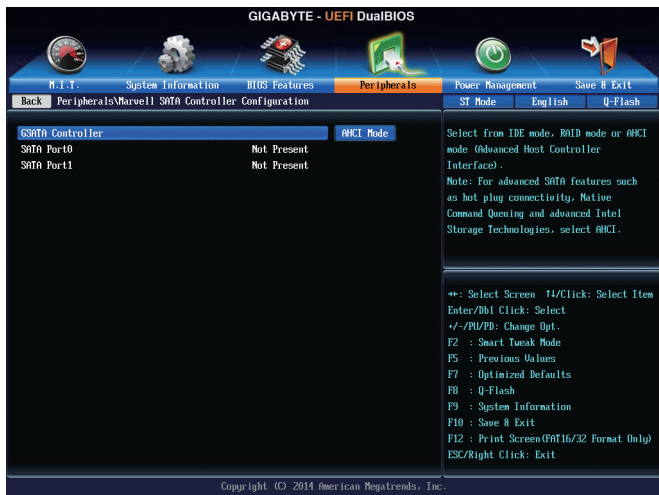 GIGABYTE - UEFI DualBIOS
M.I.T. System Information BIOS Features Peripherals Power Management Save & Exit
Back Peripherals\Marvell SATA Controller Configuration ST Mode English Q-Flash
GSATA Controller AHCI Mode
SATA Port0 Not Present
SATA Port1 Not Present
Select from IDE mode, RAID mode or AHCI
mode (Advanced Host Controller
Interface).
Note: For advanced SATA features such
as hot plug connectivity, Native
Command Queuing and advanced Intel
Storage Technologies, select AHCI.
→←: Select Screen ↑↓/Click: Select Item
Enter/Dbl Click: Select
+/-/PU/PD: Change Opt.
F2 : Smart Tweak Mode
F5 : Previous Values
F7 : Optimized Defaults
F8 : Q-Flash
F9 : System Information
F10 : Save & Exit
F12 : Print Screen(FAT16/32 Format Only)
ESC/Right Click: Exit
Copyright (C) 2014 American Megatrends, Inc.